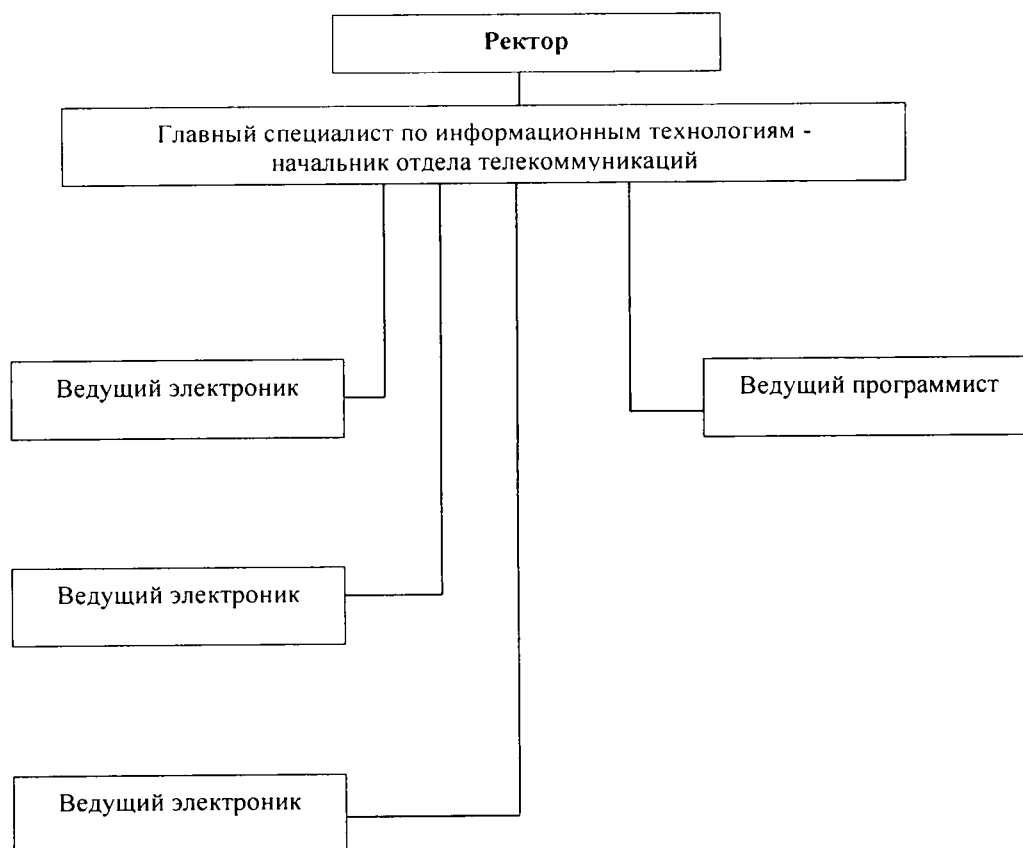 Ректор
Главный специалист по информационным технологиям -
начальник отдела телекоммуникаций
Ведущий электроник
Ведущий программист
Ведущий электроник
Ведущий электроник